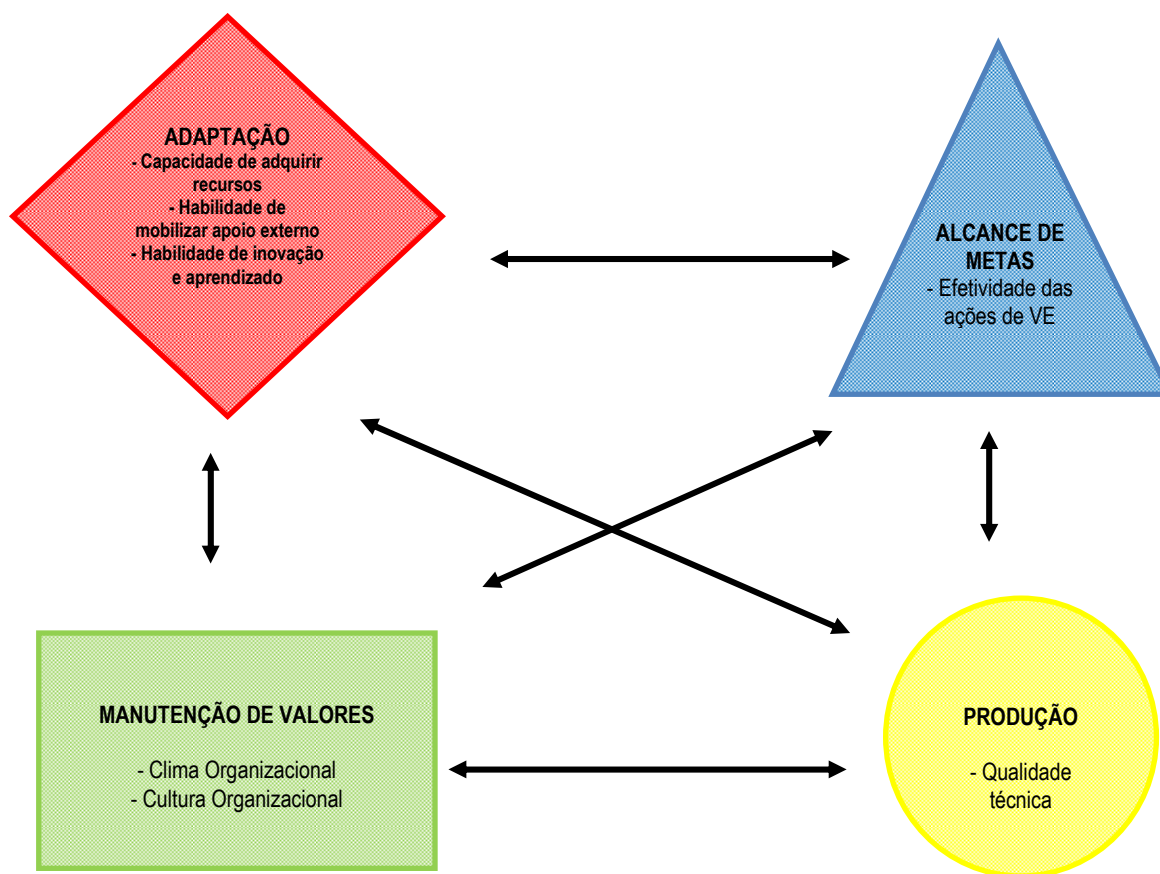 ADAPTAÇÃO
- Capacidade de adquirir
recursos
- Habilidade de
mobilizar apoio externo
- Habilidade de inovação
e aprendizado
ALCANCE DE
METAS
- Efetividade das
ações de VE
MANUTENÇÃO DE VALORES
- Clima Organizacional
- Cultura Organizacional
PRODUÇÃO
- Qualidade
técnica